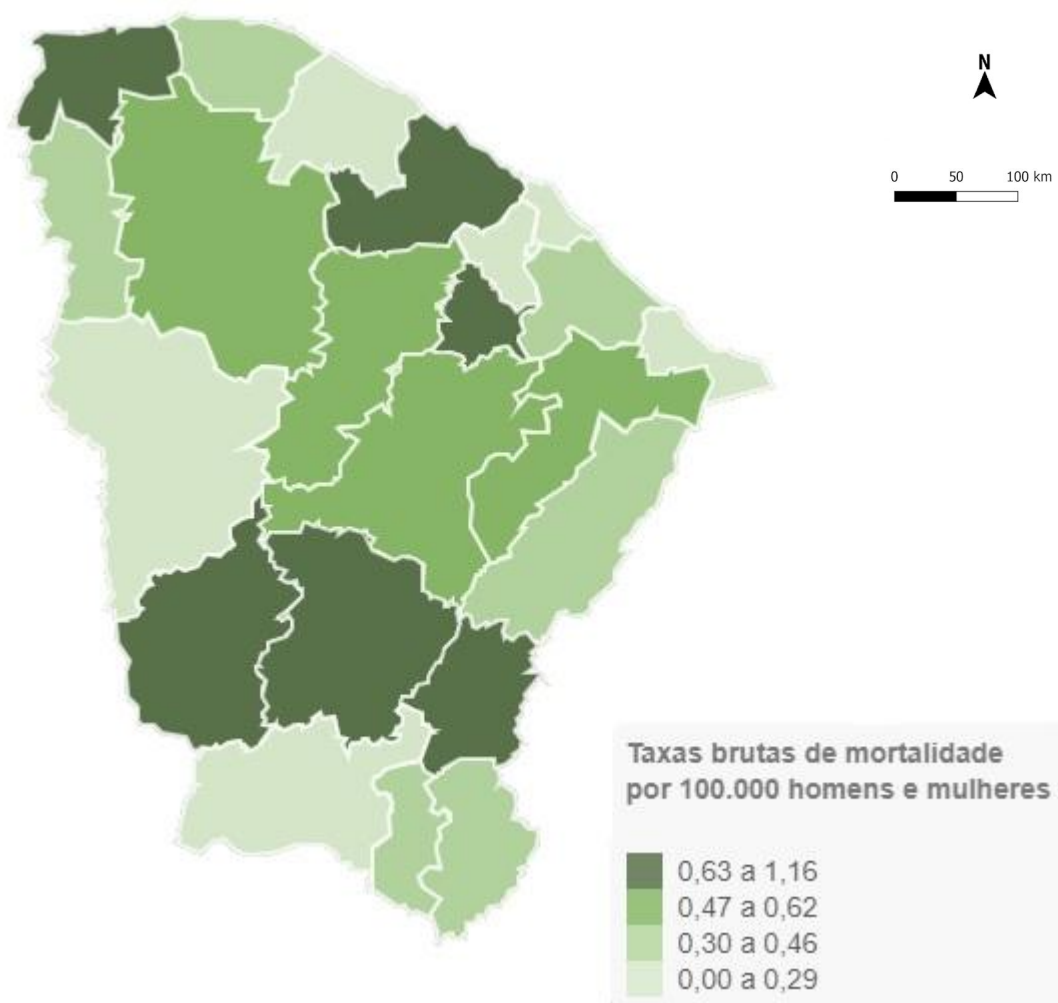 N
0 50 100 km
Taxas brutas de mortalidade
por 100.000 homens e mulheres
0,63 a 1,16
0,47 a 0,62
0,30 a 0,46
0,00 a 0,29